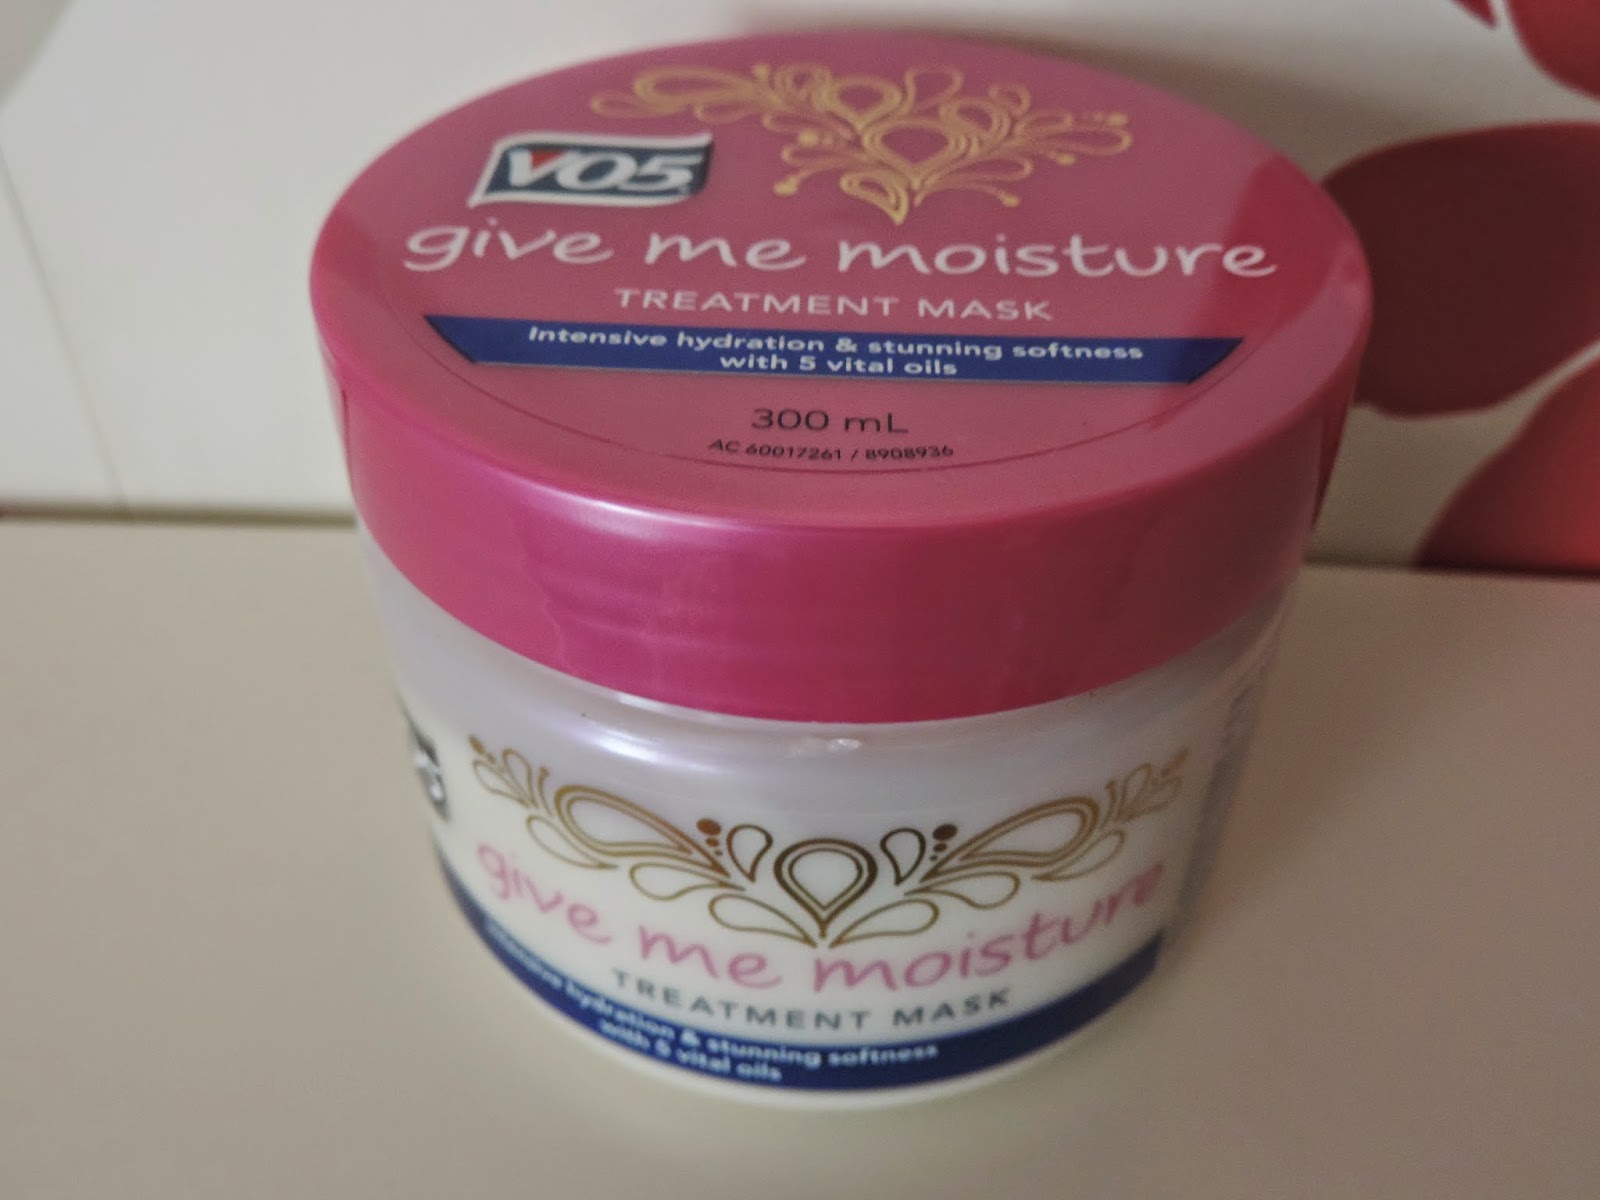 VO5
give me moisture
TREATMENT MASK
Intensive hydration & stunning softness
with 5 vital oils
300 mL
AC 60017261 / 8908936
give me moisture
TREATMENT MASK
Intensive hydration & stunning softness
with 5 vital oils